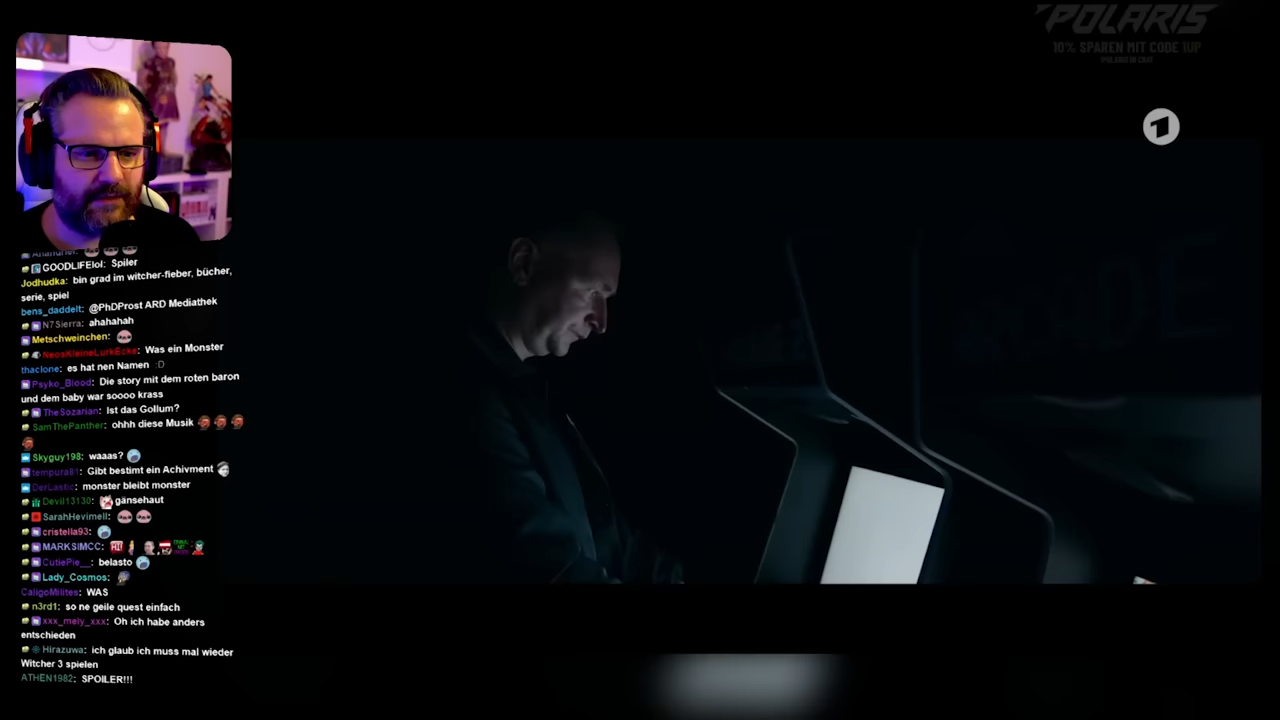 POLARIS
10% SPAREN MIT CODE 1UP
!POLARIS IM CHAT
1
GOODLIFElol: Spiler
Jodhudka: bin grad im witcher-fieber, bücher,
serie, spiel
bens_daddelt: @PhDProst ARD Mediathek
N7Sierra: ahahahah
Metschweinchen:
NeosKleineLurkEcke: Was ein Monster
thaclone: es hat nen Namen :D
Psyko_Blood: Die story mit dem roten baron
und dem baby war soooo krass
TheSozarian: Ist das Gollum?
SamThePanther: ohhh diese Musik
Skyguy198: waaas?
tempura81: Gibt bestimt ein Achivment
DerLastic: monster bleibt monster
Devil13130: gänsehaut
SarahHevimell:
cristella93:
MARKSIMCC:
CutiePie__: belasto
Lady_Cosmos:
CaligoMilites: WAS
n3rd1: so ne geile quest einfach
xxx_mely_xxx: Oh ich habe anders
entschieden
Hirazuwa: ich glaub ich muss mal wieder
Witcher 3 spielen
ATHEN1982: SPOILER!!!